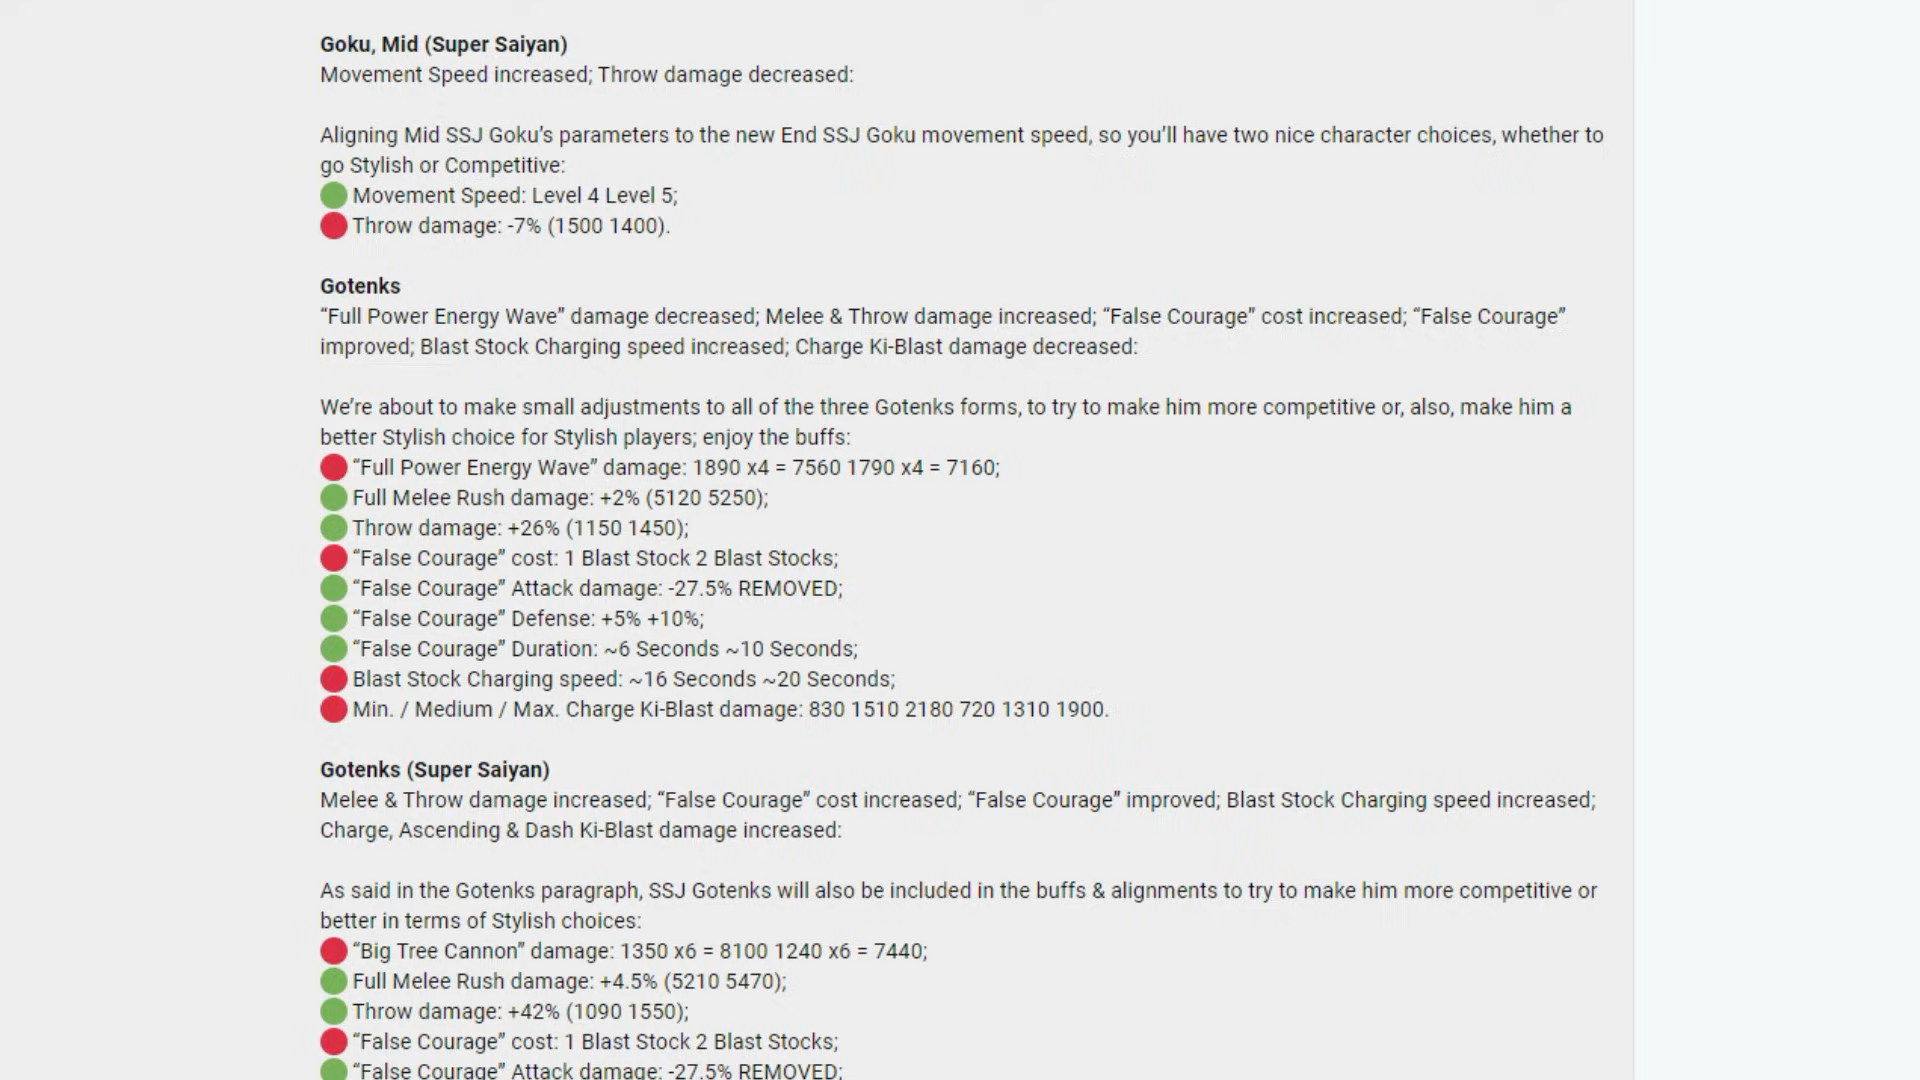 Goku, Mid (Super Saiyan)
Movement Speed increased; Throw damage decreased:
Aligning Mid SSJ Goku’s parameters to the new End SSJ Goku movement speed, so you’ll have two nice character choices, whether to
go Stylish or Competitive:
Movement Speed: Level 4 Level 5;
Throw damage: -7% (1500 1400).
Gotenks
“Full Power Energy Wave” damage decreased; Melee & Throw damage increased; “False Courage” cost increased; “False Courage”
improved; Blast Stock Charging speed increased; Charge Ki-Blast damage decreased:
We’re about to make small adjustments to all of the three Gotenks forms, to try to make him more competitive or, also, make him a
better Stylish choice for Stylish players; enjoy the buffs:
“Full Power Energy Wave” damage: 1890 x4 = 7560 1790 x4 = 7160;
Full Melee Rush damage: +2% (5120 5250);
Throw damage: +26% (1150 1450);
“False Courage” cost: 1 Blast Stock 2 Blast Stocks;
“False Courage” Attack damage: -27.5% REMOVED;
“False Courage” Defense: +5% +10%;
“False Courage” Duration: ~6 Seconds ~10 Seconds;
Blast Stock Charging speed: ~16 Seconds ~20 Seconds;
Min. / Medium / Max. Charge Ki-Blast damage: 830 1510 2180 720 1310 1900.
Gotenks (Super Saiyan)
Melee & Throw damage increased; “False Courage” cost increased; “False Courage” improved; Blast Stock Charging speed increased;
Charge, Ascending & Dash Ki-Blast damage increased:
As said in the Gotenks paragraph, SSJ Gotenks will also be included in the buffs & alignments to try to make him more competitive or
better in terms of Stylish choices:
“Big Tree Cannon” damage: 1350 x6 = 8100 1240 x6 = 7440;
Full Melee Rush damage: +4.5% (5210 5470);
Throw damage: +42% (1090 1550);
“False Courage” cost: 1 Blast Stock 2 Blast Stocks;
“False Courage” Attack damage: -27.5% REMOVED;